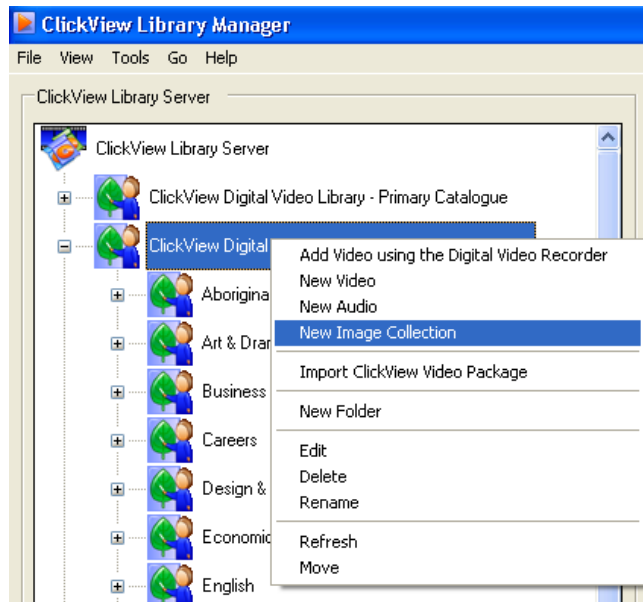 ClickView Library Manager
File View Tools Go Help
ClickView Library Server
ClickView Library Server
ClickView Digital Video Library - Primary Catalogue
ClickView Digital
Add Video using the Digital Video Recorder
New Video
New Audio
New Image Collection
Import ClickView Video Package
New Folder
Edit
Delete
Rename
Refresh
Move
Aborigina
Art & Drar
Business
Careers
Design &
Economic
English